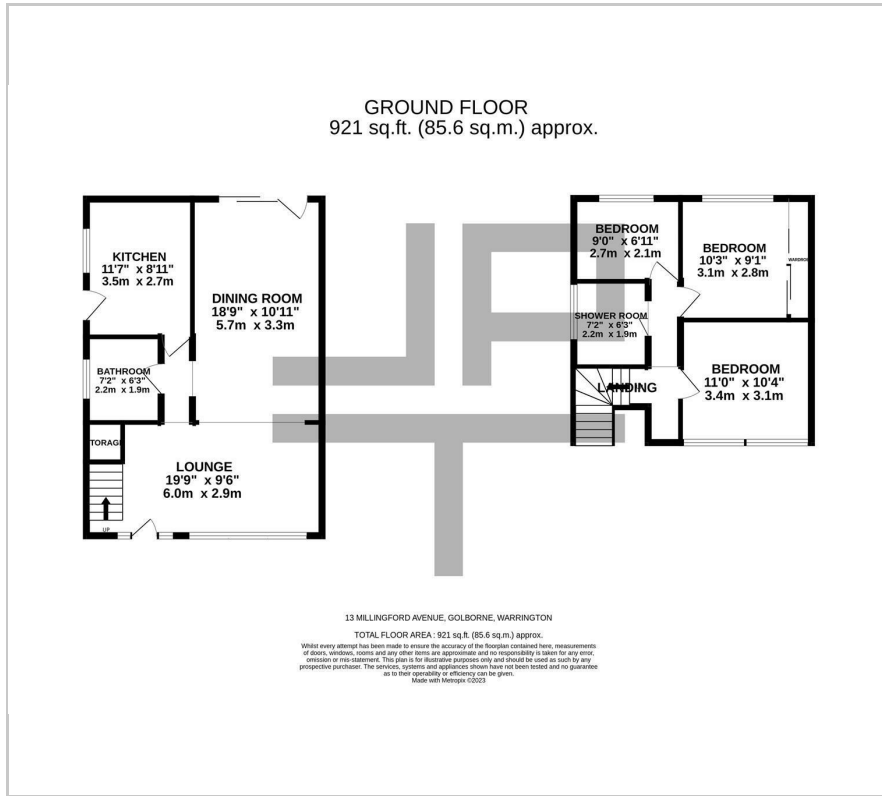 GROUND FLOOR
921 sq.ft. (85.6 sq.m.) approx.
KITCHEN
11'7" x 8'11"
3.5m x 2.7m
DINING ROOM
18'9" x 10'11"
5.7m x 3.3m
BATHROOM
7'2" x 6'3"
2.2m x 1.9m
TORAG
LOUNGE
19'9" x 9'6"
6.0m x 2.9m
UP
BEDROOM
9'0" x 6'11"
2.7m x 2.1m
BEDROOM
10'3" x 9'1"
3.1m x 2.8m
WARDROBE
SHOWER ROOM
7'2" x 6'3"
2.2m x 1.9m
LANDING
BEDROOM
11'0" x 10'4"
3.4m x 3.1m
13 MILLINGFORD AVENUE, GOLBORNE, WARRINGTON
TOTAL FLOOR AREA : 921 sq.ft. (85.6 sq.m.) approx.
Whilst every attempt has been made to ensure the accuracy of the floorplan contained here, measurements
of doors, windows, rooms and any other items are approximate and no responsibility is taken for any error,
omission or mis-statement. This plan is for illustrative purposes only and should be used as such by any
prospective purchaser. The services, systems and appliances shown have not been tested and no guarantee
as to their operability or efficiency can be given.
Made with Metropix ©2023